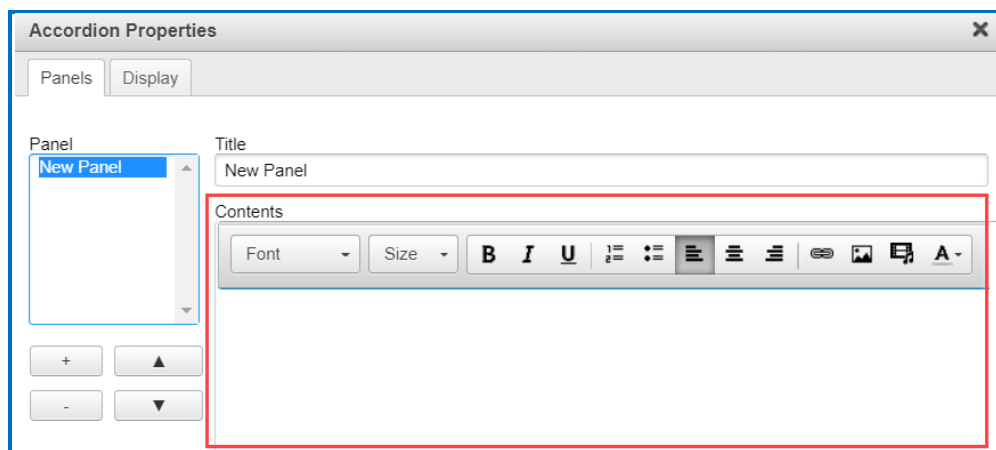 Accordion Properties
Panels Display
Panel Title
New Panel New Panel
Contents
Font Size B I U A
+
-